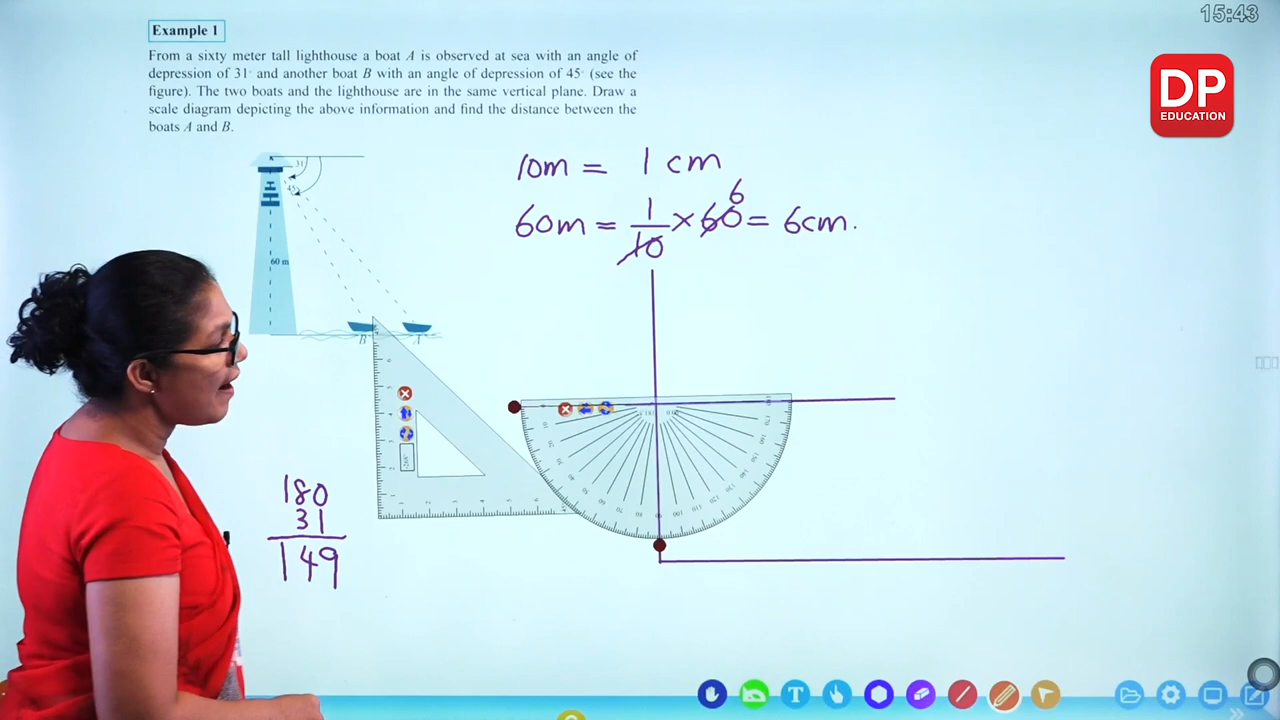 15:43
Example 1
From a sixty meter tall lighthouse a boat A is observed at sea with an angle of
depression of 31° and another boat B with an angle of depression of 45° (see the
figure). The two boats and the lighthouse are in the same vertical plane. Draw a
scale diagram depicting the above information and find the distance between the
boats A and B.
DP
EDUCATION
10m = 1 cm
60m = 1/10 × 60 = 6cm.
6
31
45
60 m
B
A
180
31
149
T